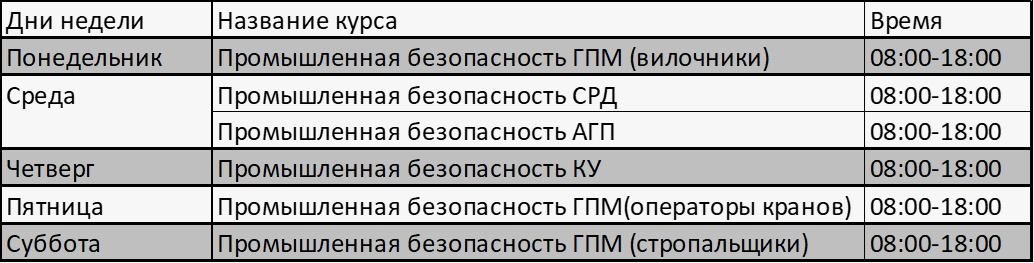 Дни недели Название курса Время
Понедельник Промышленная безопасность ГПМ (вилочники) 08:00-18:00
Среда Промышленная безопасность СРД 08:00-18:00
Промышленная безопасность АГП 08:00-18:00
Четверг Промышленная безопасность КУ 08:00-18:00
Пятница Промышленная безопасность ГПМ(операторы кранов) 08:00-18:00
Суббота Промышленная безопасность ГПМ (стропальщики) 08:00-18:00